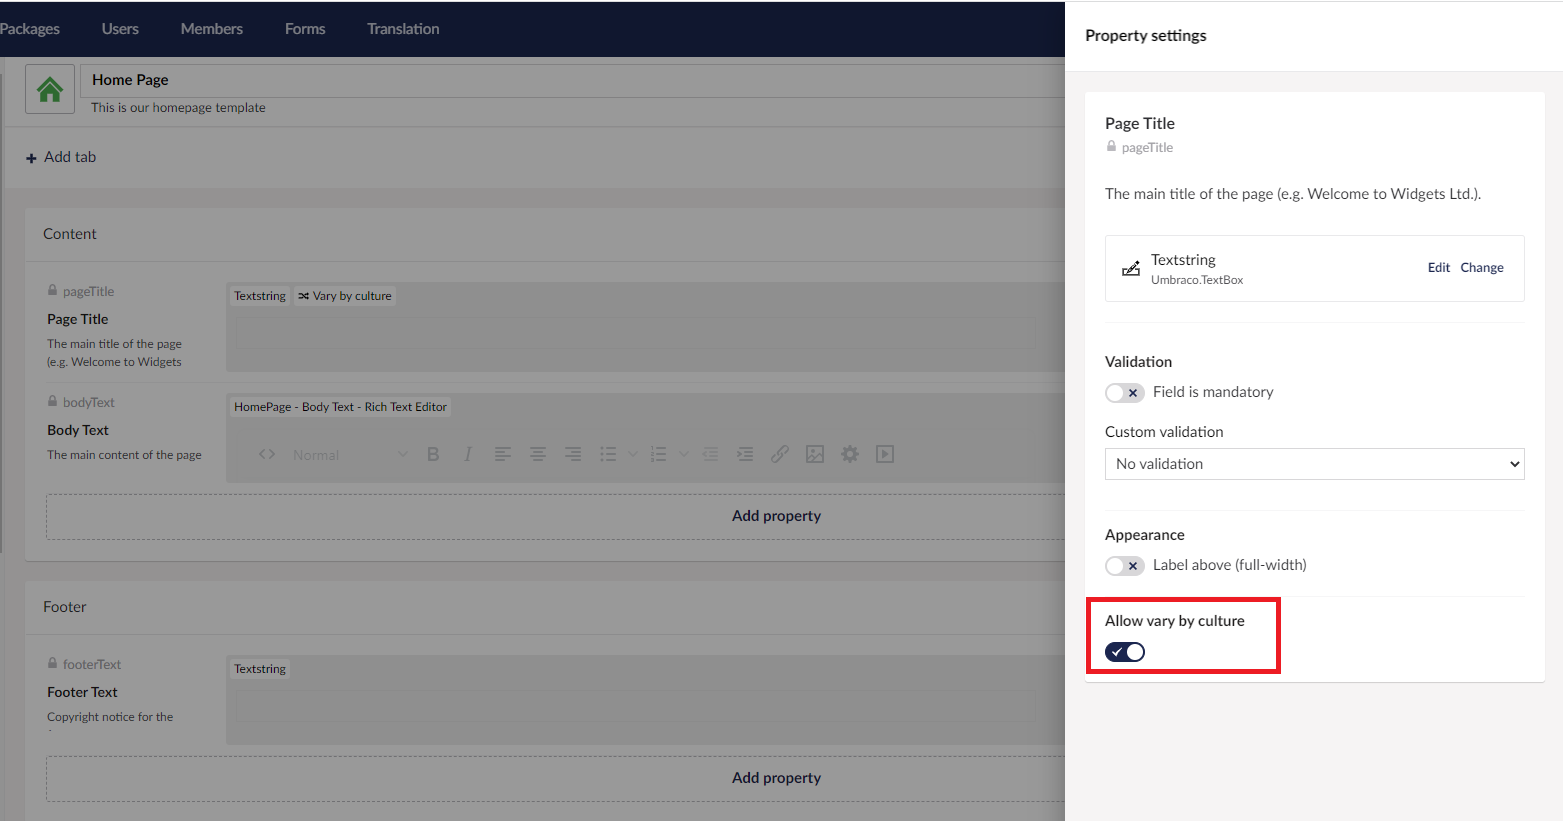 Packages Users Members Forms Translation
Home Page
This is our homepage template
Add tab
Content
pageTitle
Page Title
The main title of the page
(e.g. Welcome to Widgets
Textstring Vary by culture
bodyText
Body Text
The main content of the page
HomePage - Body Text - Rich Text Editor
Normal
B I
Add property
Footer
footerText
Footer Text
Copyright notice for the
Textstring
Add property
Property settings
Page Title
pageTitle
The main title of the page (e.g. Welcome to Widgets Ltd.).
Textstring
Umbraco.TextBox
Edit Change
Validation
Field is mandatory
Custom validation
No validation
Appearance
Label above (full-width)
Allow vary by culture